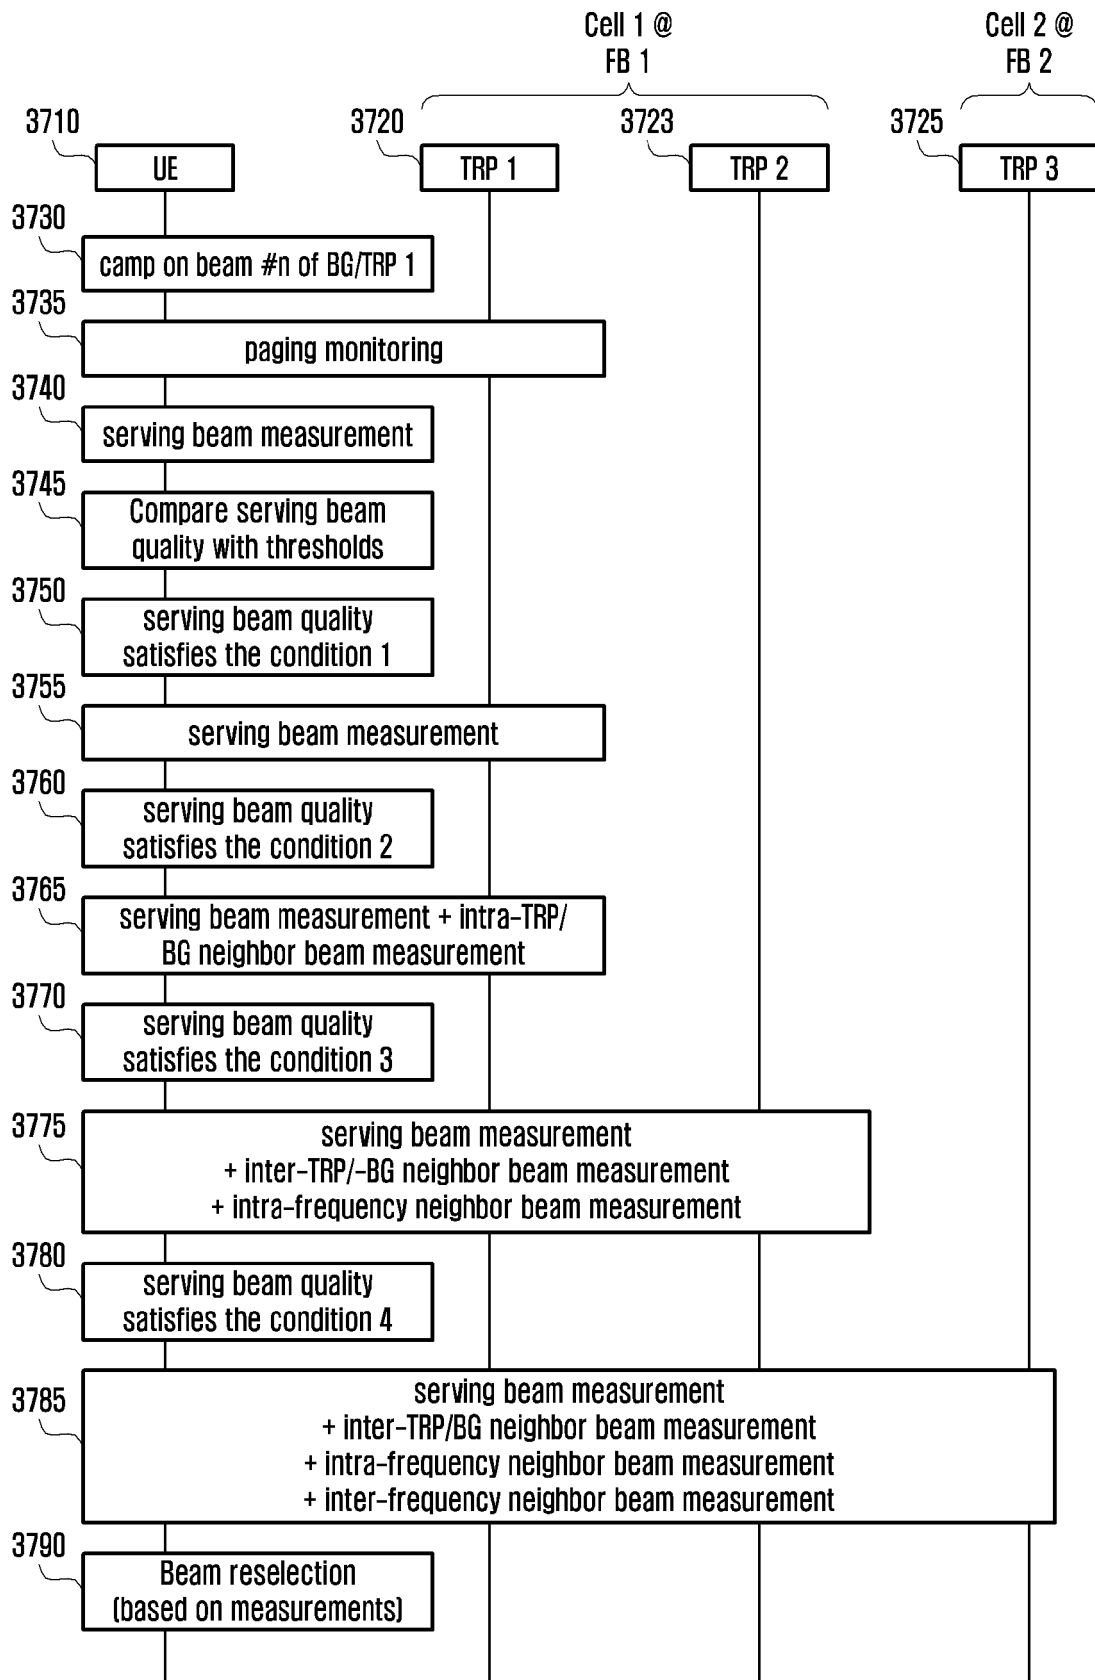 Cell 1 @
FB 1
Cell 2 @
FB 2
3710
3720
3723
3725
UE
TRP 1
TRP 2
TRP 3
3730
camp on beam #n of BG/TRP 1
3735
paging monitoring
3740
serving beam measurement
3745
Compare serving beam
quality with thresholds
3750
serving beam quality
satisfies the condition 1
3755
serving beam measurement
3760
serving beam quality
satisfies the condition 2
3765
serving beam measurement + intra-TRP/
BG neighbor beam measurement
3770
serving beam quality
satisfies the condition 3
3775
serving beam measurement
+ inter-TRP/-BG neighbor beam measurement
+ intra-frequency neighbor beam measurement
3780
serving beam quality
satisfies the condition 4
3785
serving beam measurement
+ inter-TRP/BG neighbor beam measurement
+ intra-frequency neighbor beam measurement
+ inter-frequency neighbor beam measurement
3790
Beam reselection
(based on measurements)